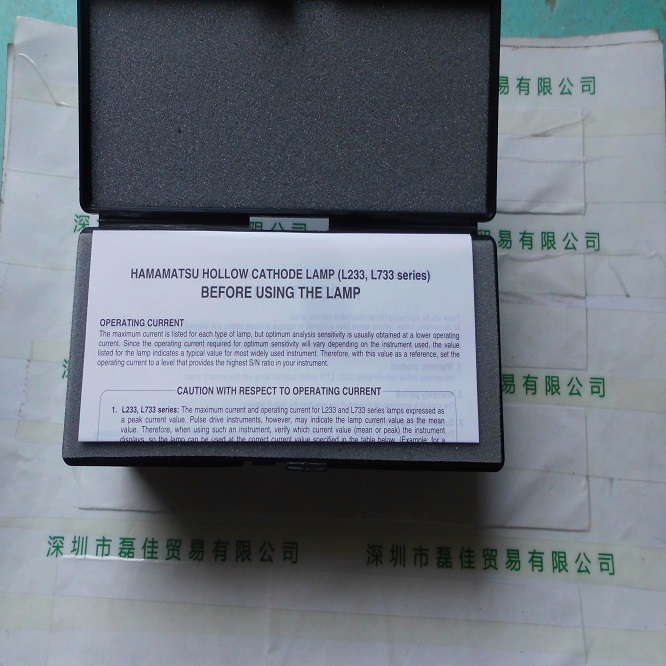 易有限公司
深
有限公司
贸易有限公司
HAMAMATSU HOLLOW CATHODE LAMP (L233, L733 series)
BEFORE USING THE LAMP
OPERATING CURRENT
The maximum current is listed for each type of lamp, but optimum analysis sensitivity is usually obtained at a lower operating
current. Since the operating current required for optimum sensitivity will vary depending on the instrument used, the value
listed for the lamp indicates a typical value for most widely used instrument. Therefore, with this value as a reference, set the
operating current to a level that provides the highest S/N ratio in your instrument.
CAUTION WITH RESPECT TO OPERATING CURRENT
1. L233, L733 series: The maximum current and operating current for L233 and L733 series lamps expressed as
a peak current value. Pulse drive instruments, however, may indicate the lamp current value as the mean
value. Therefore, when using such an instrument, verify which current value (mean or peak) the instrument
displays, so the lamp can be used at the correct current value specified in the table below. (Example: for a
深
易有限公司
深圳市磊佳贸易有限公司
深圳市磊佳贸易有限公司